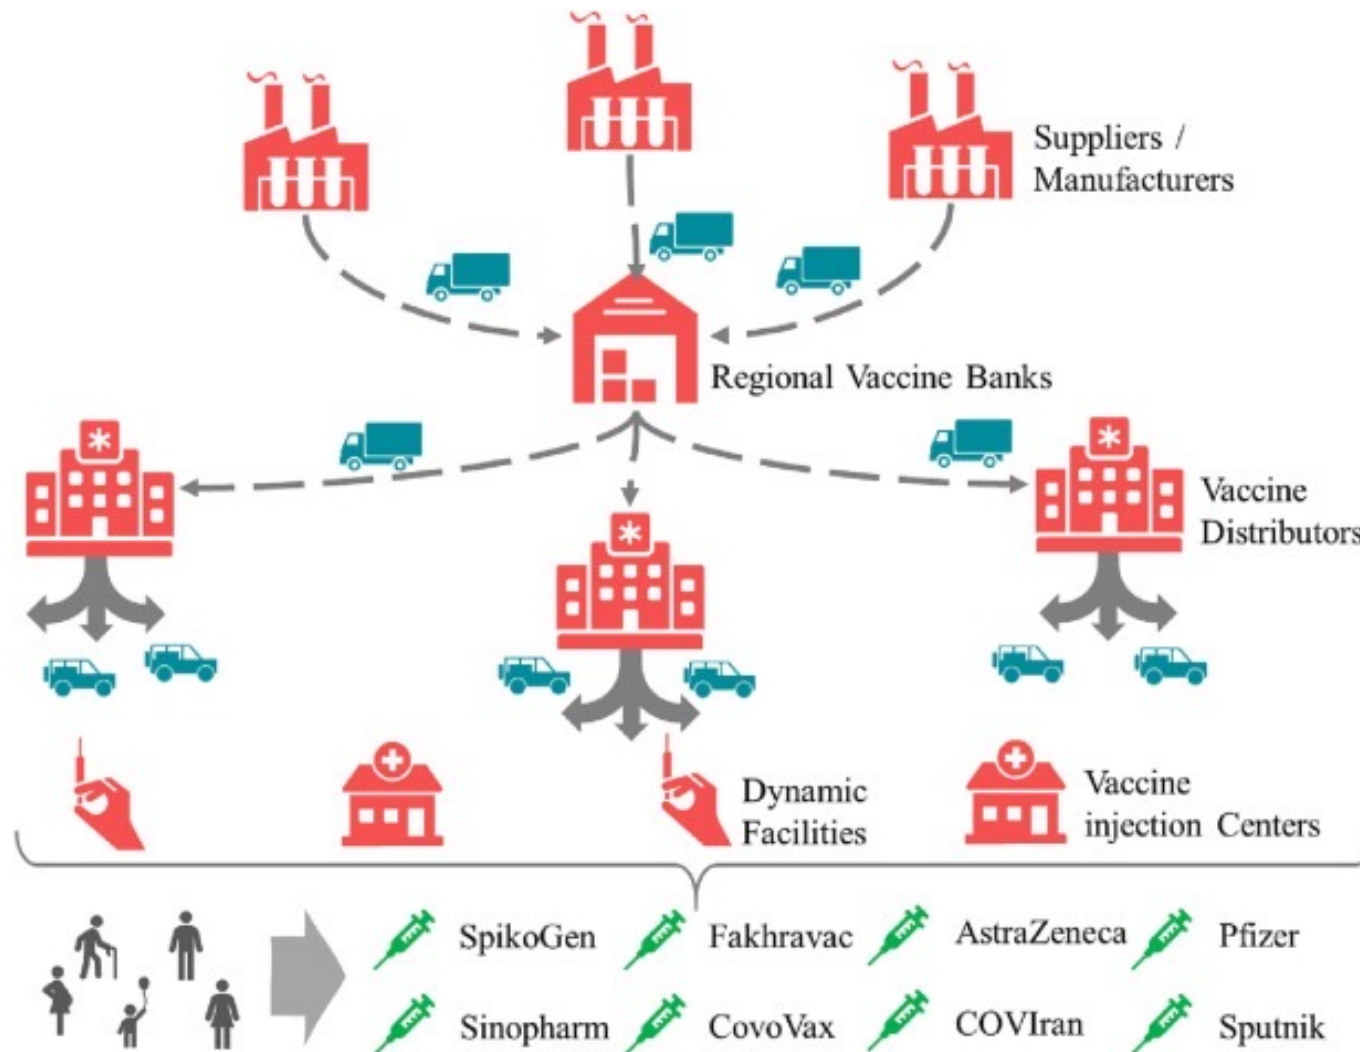 Suppliers /
Manufacturers
Regional Vaccine Banks
Vaccine
Distributors
Dynamic
Facilities
Vaccine
injection Centers
SpikoGen
Fakhravac
AstraZeneca
Pfizer
Sinopharm
CovoVax
COVIran
Sputnik